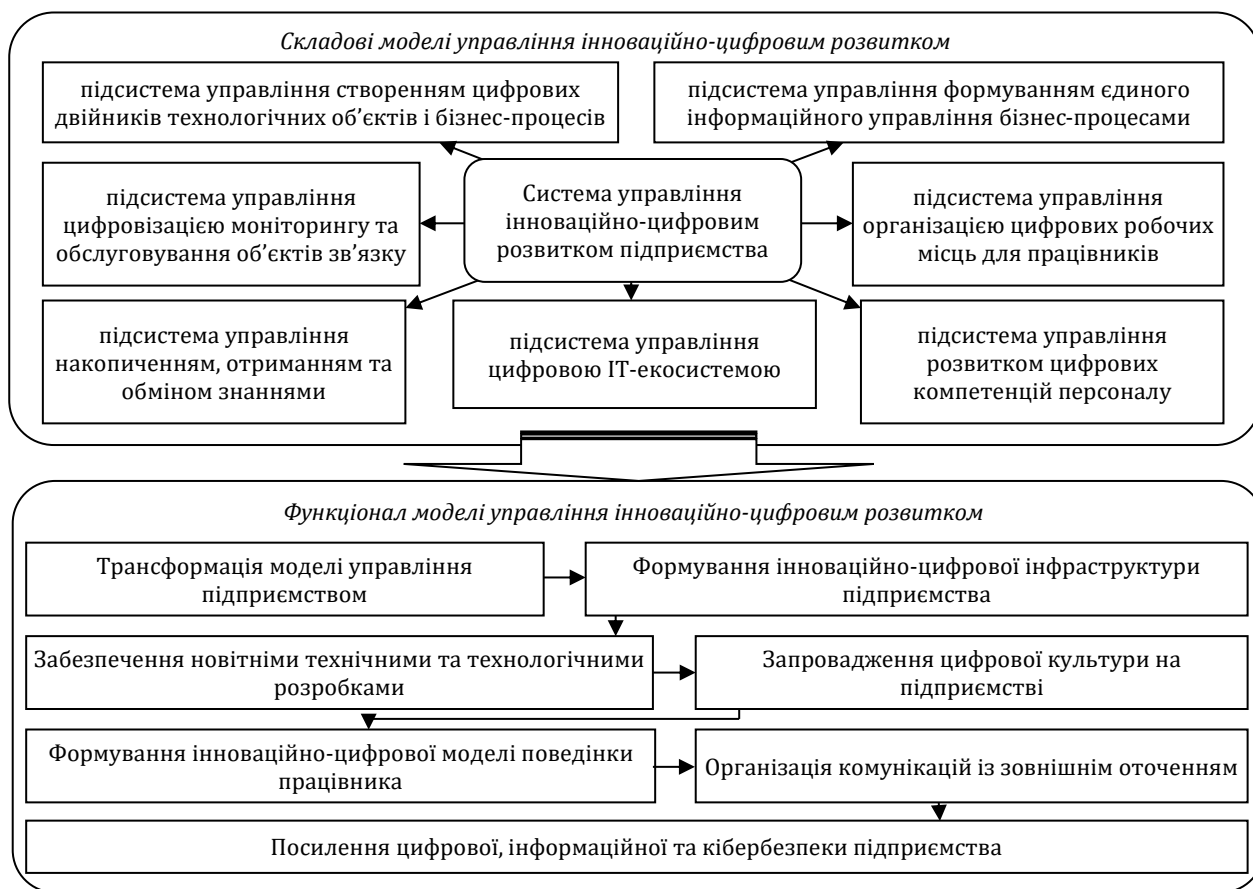 Складові моделі управління інноваційно-цифровим розвитком
підсистема управління створенням цифрових
двійників технологічних об’єктів і бізнес-процесів
підсистема управління формуванням єдиного
інформаційного управління бізнес-процесами
підсистема управління
цифровізацією моніторингу та
обслуговування об’єктів зв’язку
Система управління
інноваційно-цифровим
розвитком підприємства
підсистема управління
організацією цифрових робочих
місць для працівників
підсистема управління
накопиченням, отриманням та
обміном знаннями
підсистема управління
цифровою ІТ-екосистемою
підсистема управління
розвитком цифрових
компетенцій персоналу
Функціонал моделі управління інноваційно-цифровим розвитком
Трансформація моделі управління
підприємством
Формування інноваційно-цифрової інфраструктури
підприємства
Забезпечення новітніми технічними та технологічними
розробками
Запровадження цифрової культури на
підприємстві
Формування інноваційно-цифрової моделі поведінки
працівника
Організація комунікацій із зовнішнім оточенням
Посилення цифрової, інформаційної та кібербезпеки підприємства